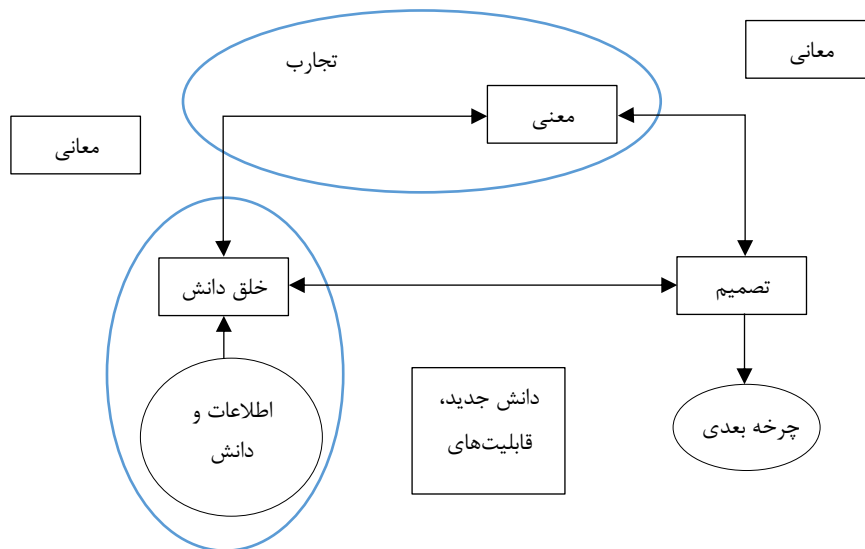 معانی
تجارب
معنی
معانی
خلق دانش
تصمیم
اطلاعات و
دانش
دانش جدید،
قابلیت‌های
چرخه بعدی